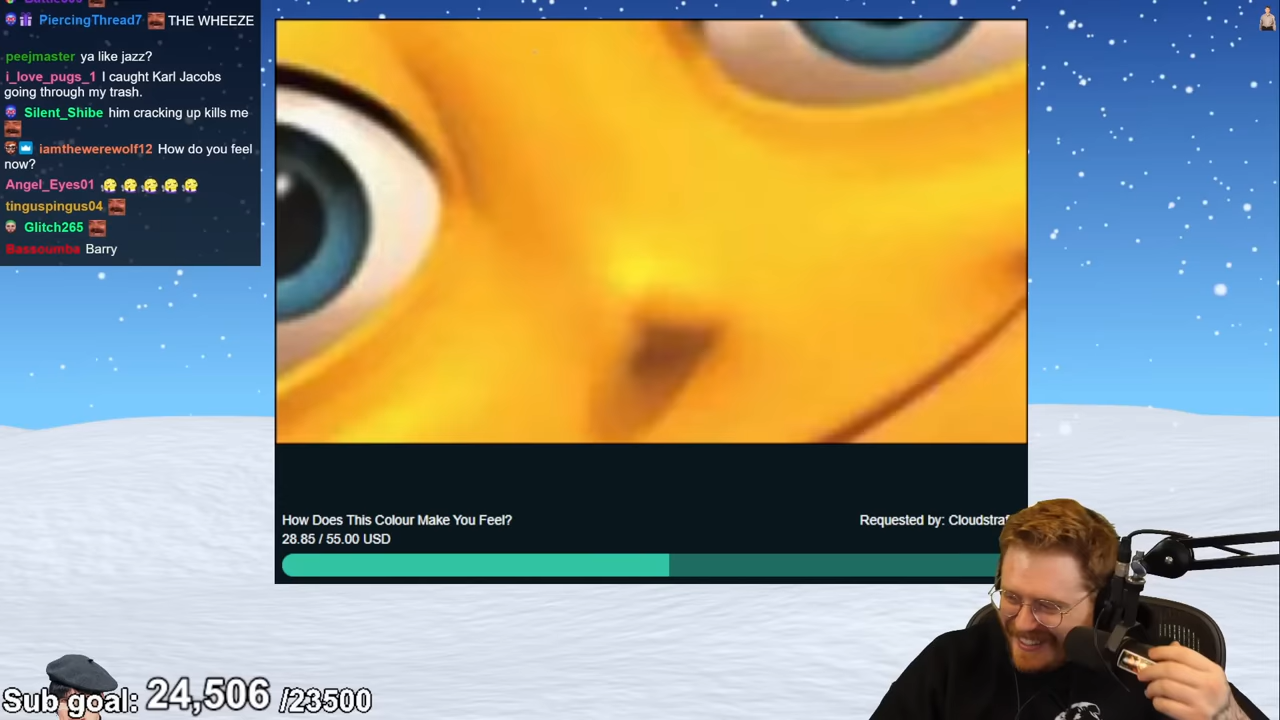 PiercingThread7 THE WHEEZE
peejmaster ya like jazz?
i_love_pugs_1 I caught Karl Jacobs
going through my trash.
Silent_Shibe him cracking up kills me
iamthewerewolf12 How do you feel
now?
Angel_Eyes01
tinguspingus04
Glitch265
Bassoumba Barry
How Does This Colour Make You Feel?
Requested by: Cloudstra
28.85 / 55.00 USD
Sub goal: 24,506 /23500